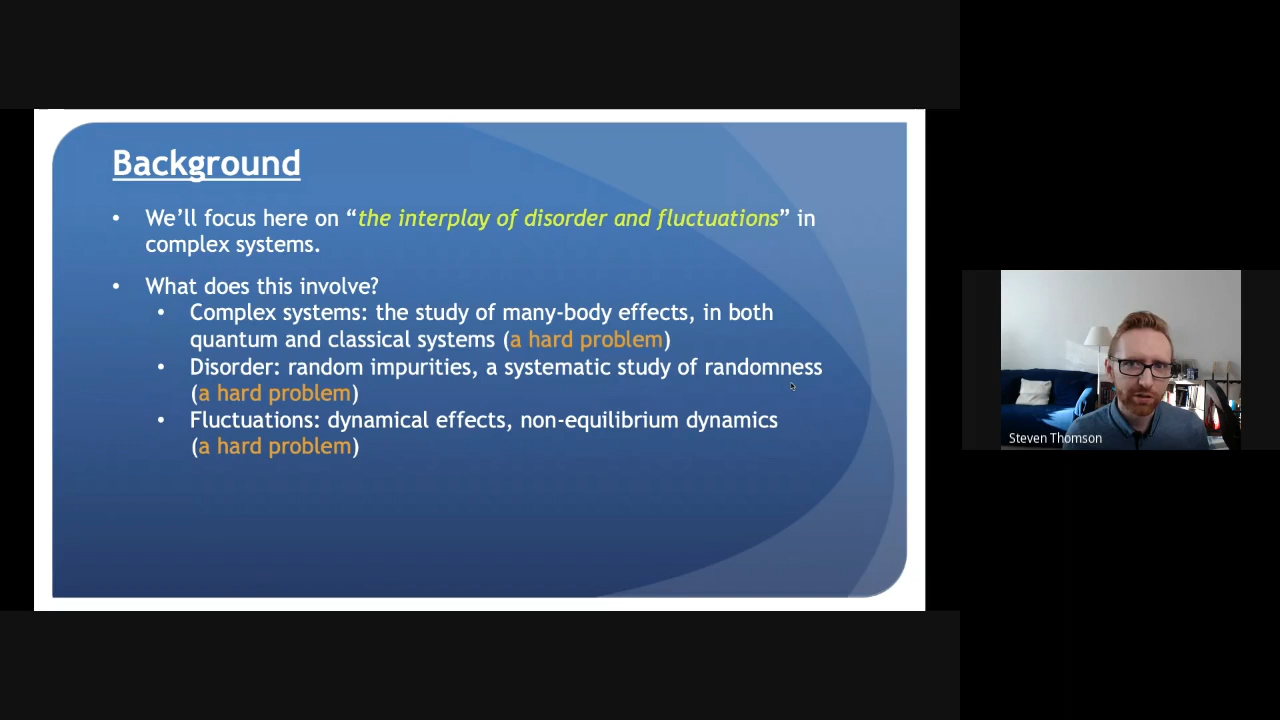 Background
• We’ll focus here on “the interplay of disorder and fluctuations” in
complex systems.
• What does this involve?
• Complex systems: the study of many-body effects, in both
quantum and classical systems (a hard problem)
• Disorder: random impurities, a systematic study of randomness
(a hard problem)
• Fluctuations: dynamical effects, non-equilibrium dynamics
(a hard problem)
Steven Thomson